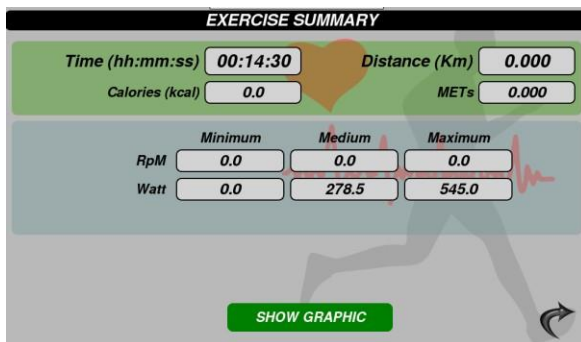 EXERCISE SUMMARY
Time (hh:mm:ss) 00:14:30 Distance (Km) 0.000
Calories (kcal) 0.0 METs 0.000
Minimum Medium Maximum
RpM 0.0 0.0 0.0
Watt 0.0 278.5 545.0
SHOW GRAPHIC